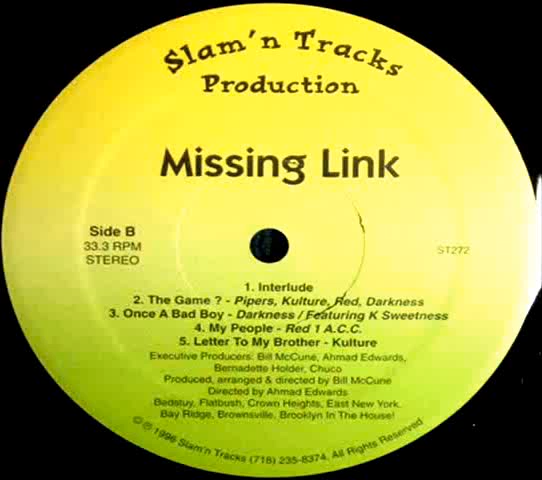 Slam'n Tracks
Production
Missing Link
Side B
33.3 RPM
STEREO
ST272
1. Interlude
2. The Game ? - Pipers, Kulture, Red, Darkness
3. Once A Bad Boy - Darkness / Featuring K Sweetness
4. My People - Red 1 A.C.C.
5. Letter To My Brother - Kulture
Executive Producers: Bill McCune, Ahmad Edwards,
Bernadette Holder, Chuco
Produced, arranged & directed by Bill McCune
Directed by Ahmad Edwards
Bedstuy, Flatbush, Crown Heights, East New York,
Bay Ridge, Brownsville, Brooklyn In The House!
© ℗ 1996 Slam'n Tracks (718) 235-8374. All Rights Reserved